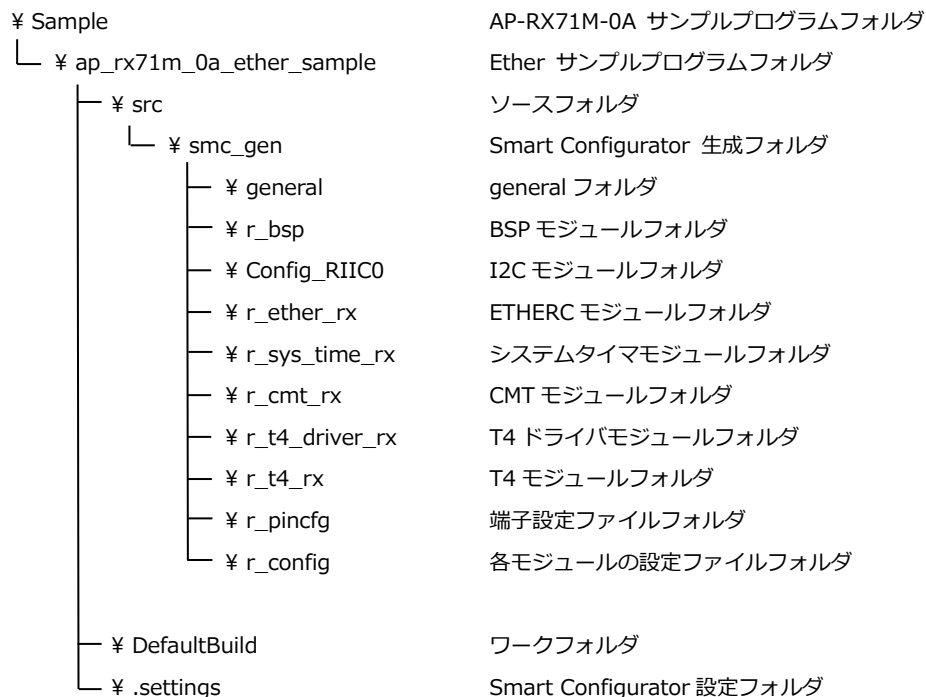 ¥ Sample AP-RX71M-0A サンプルプログラムフォルダ
¥ ap_rx71m_0a_ether_sample Ether サンプルプログラムフォルダ
¥ src ソースフォルダ
¥ smc_gen Smart Configurator 生成フォルダ
¥ general general フォルダ
¥ r_bsp BSP モジュールフォルダ
¥ Config_RIIC0 I2C モジュールフォルダ
¥ r_ether_rx ETHERC モジュールフォルダ
¥ r_sys_time_rx システムタイマモジュールフォルダ
¥ r_cmt_rx CMT モジュールフォルダ
¥ r_t4_driver_rx T4 ドライバモジュールフォルダ
¥ r_t4_rx T4 モジュールフォルダ
¥ r_pincfg 端子設定ファイルフォルダ
¥ r_config 各モジュールの設定ファイルフォルダ
¥ DefaultBuild ワークフォルダ
¥ .settings Smart Configurator 設定フォルダ